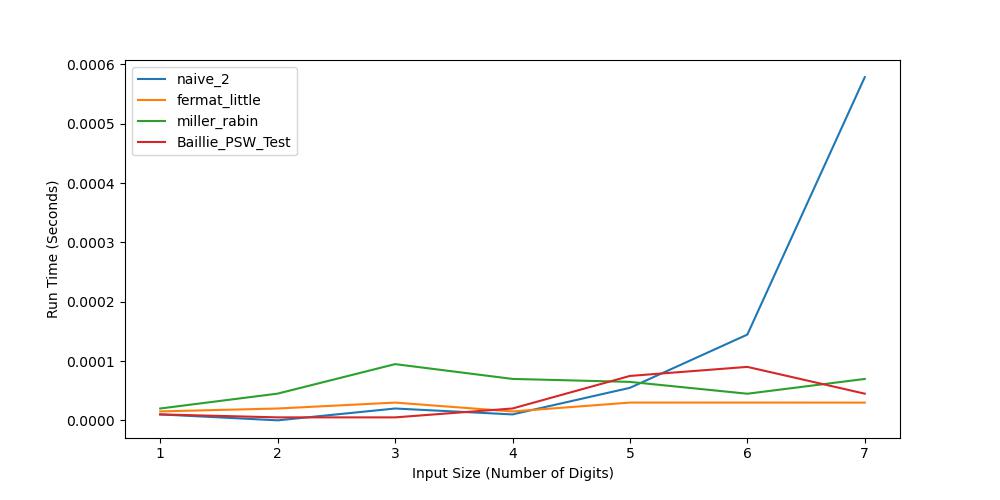 naive_2
fermat_little
miller_rabin
Baillie_PSW_Test
Run Time (Seconds)
0.0006
0.0005
0.0004
0.0003
0.0002
0.0001
0.0000
1 2 3 4 5 6 7
Input Size (Number of Digits)